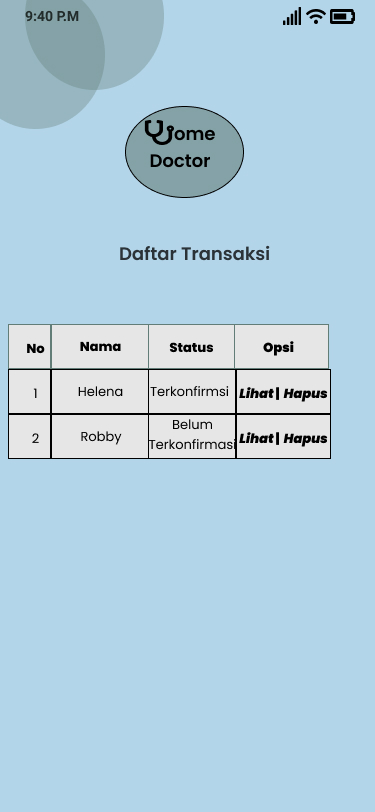 9:40 P.M
ome
Doctor
Daftar Transaksi
No Nama Status Opsi
1 Helena Terkonfirmsi Lihat| Hapus
2 Robby Belum Terkonfirmasi Lihat| Hapus